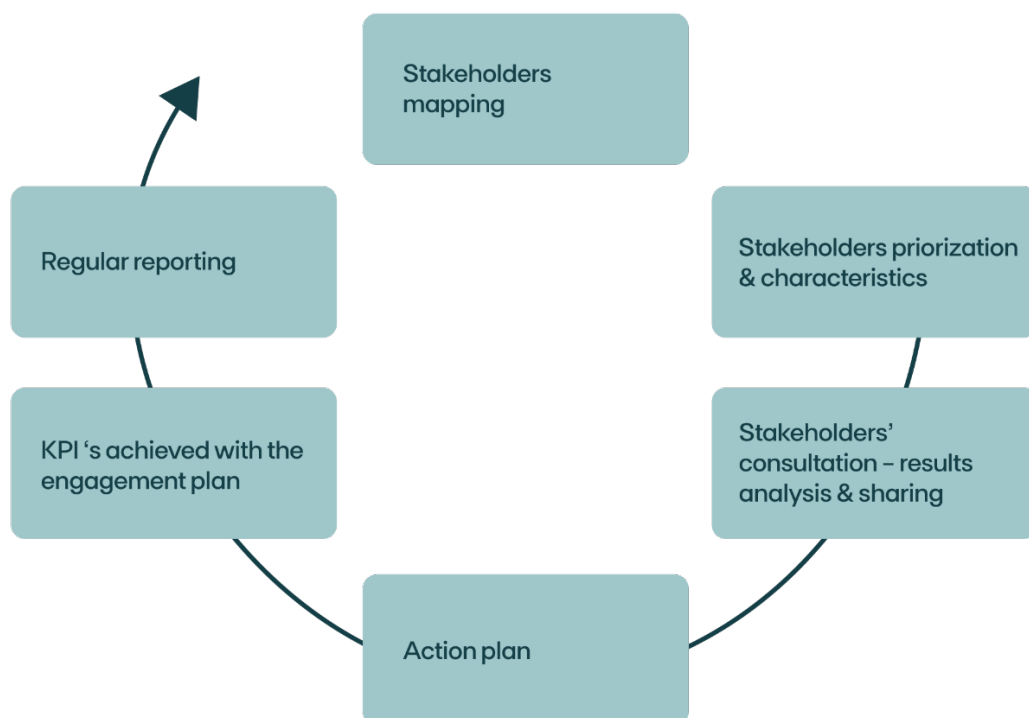 Stakeholders
mapping
Stakeholders priorization
& characteristics
Stakeholders’
consultation – results
analysis & sharing
Action plan
KPI ‘s achieved with the
engagement plan
Regular reporting